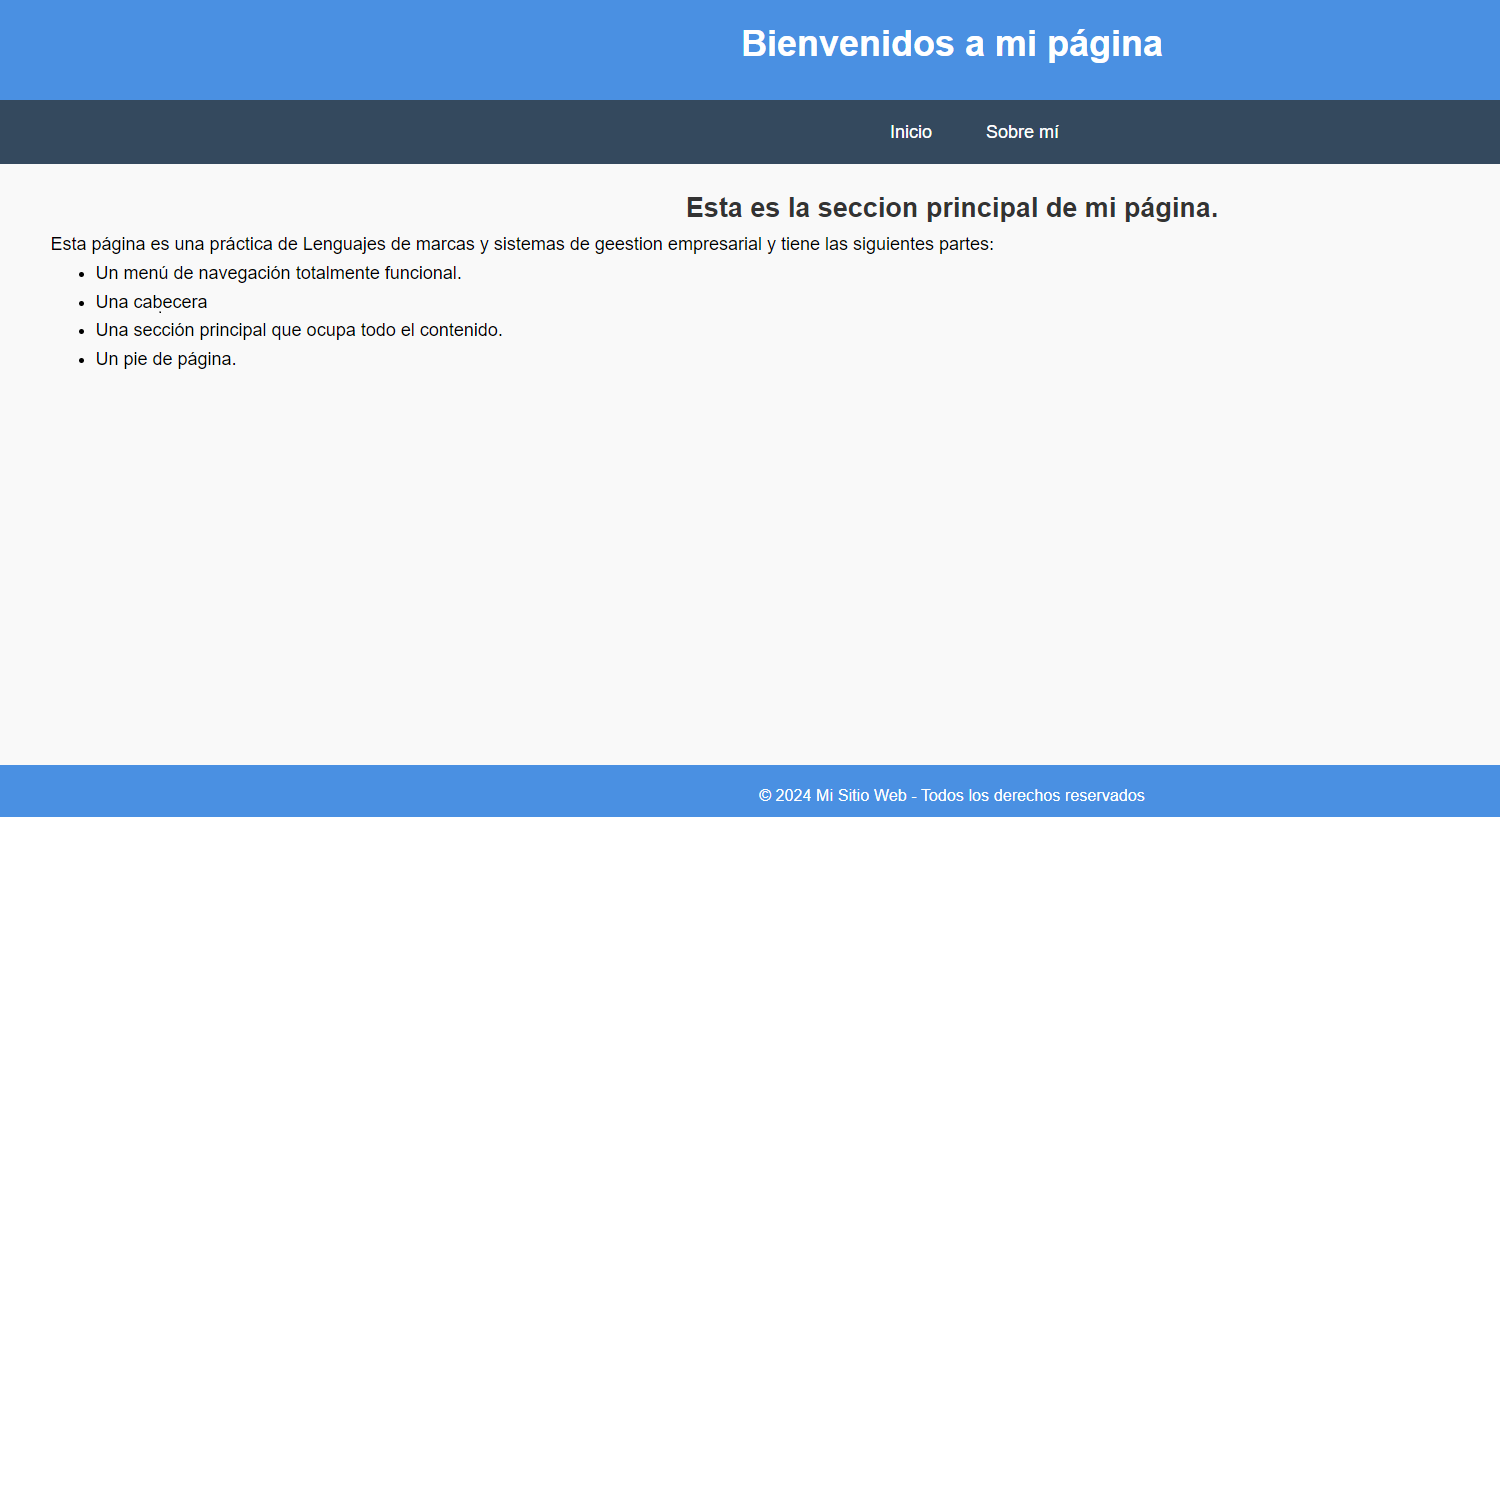 Bienvenidos a mi página
Inicio Sobre mí
Esta es la seccion principal de mi página.
Esta página es una práctica de Lenguajes de marcas y sistemas de geestion empresarial y tiene las siguientes partes:
• Un menú de navegación totalmente funcional.
• Una cabecera
• Una sección principal que ocupa todo el contenido.
• Un pie de página.
© 2024 Mi Sitio Web - Todos los derechos reservados